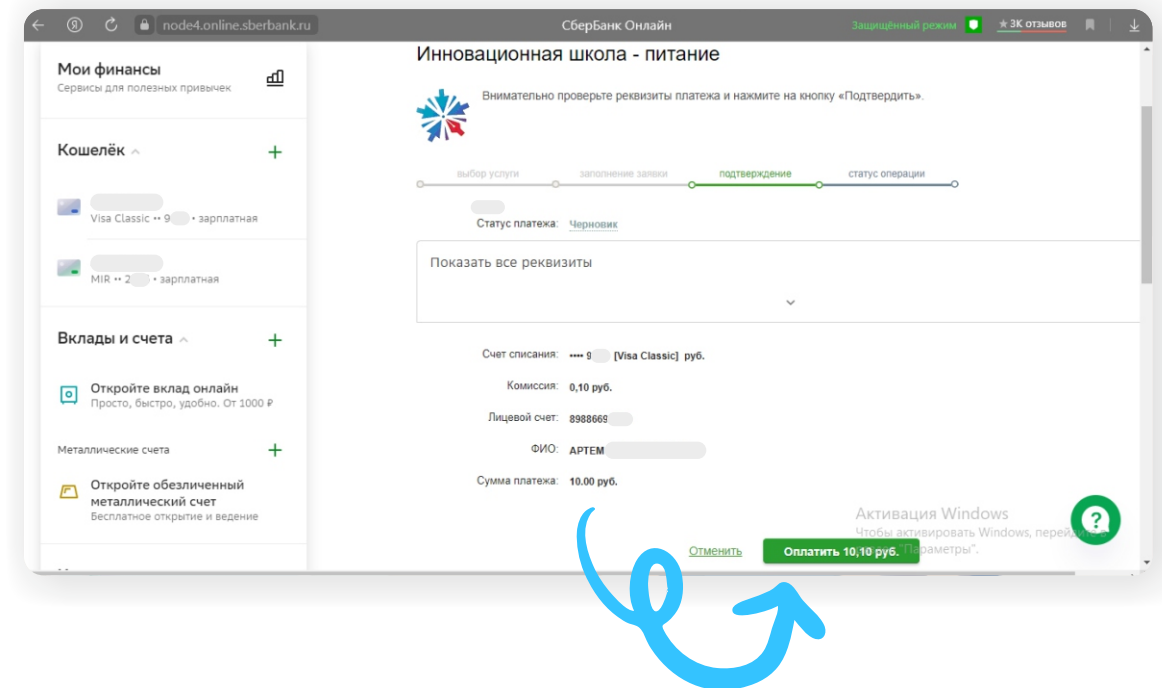 node4.online.sberbank.ru
СберБанк Онлайн
Защищённый режим
★ 3K отзывов
Мои финансы
Сервисы для полезных привычек
Кошелёк
Visa Classic •• 9 • зарплатная
MIR •• 2 • зарплатная
Вклады и счета
Откройте вклад онлайн
Просто, быстро, удобно. От 1000 ₽
Металлические счета
Откройте обезличенный
металлический счет
Бесплатное открытие и ведение
Инновационная школа - питание
Внимательно проверьте реквизиты платежа и нажмите на кнопку «Подтвердить».
выбор услуги
заполнение заявки
подтверждение
статус операции
Статус платежа: Черновик
Показать все реквизиты
Счет списания: •••• 9 [Visa Classic] руб.
Комиссия: 0,10 руб.
Лицевой счет: 8988669
ФИО: АРТЕМ
Сумма платежа: 10.00 руб.
Отменить
Оплатить 10,10 руб.
Активация Windows
Чтобы активировать Windows, перейдите в
"Параметры".
?